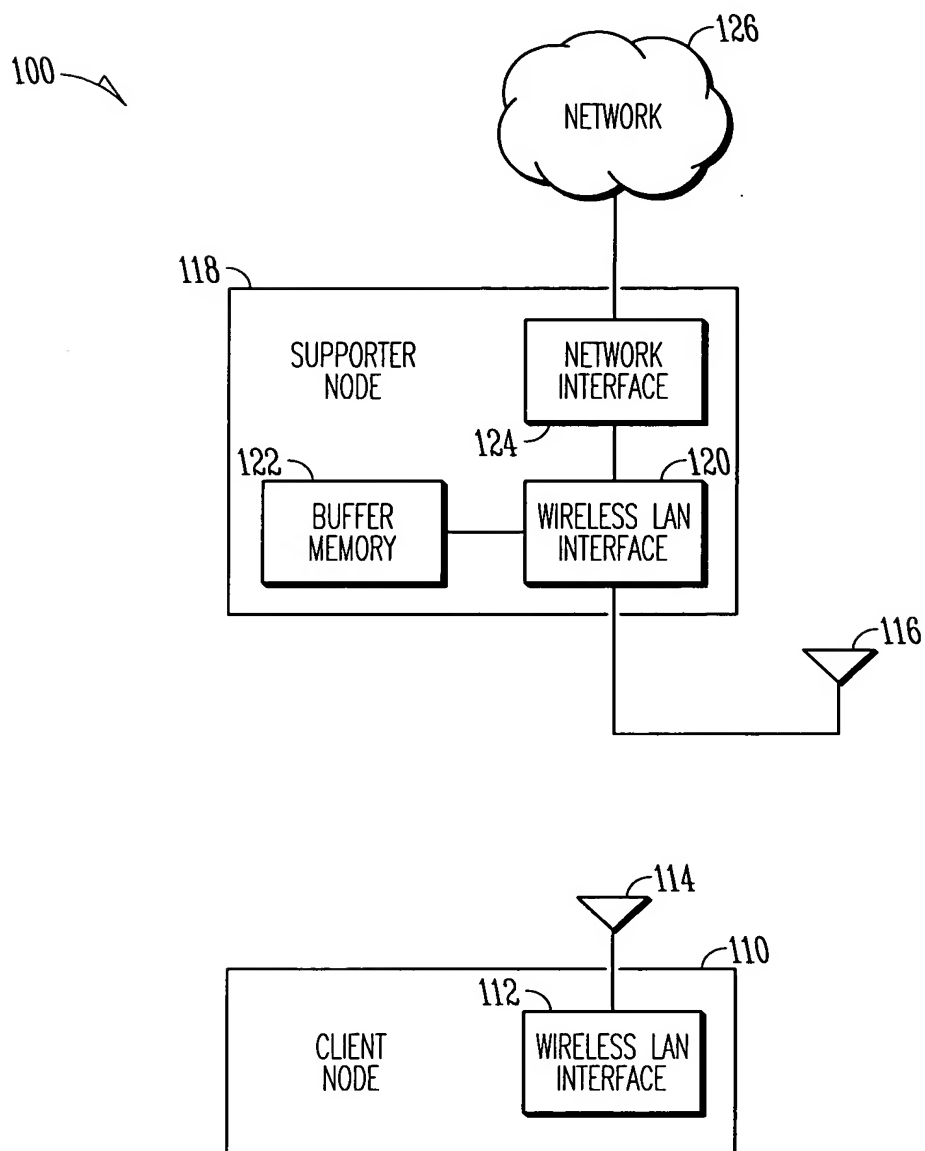 100
126
NETWORK
118
SUPPORTER
NODE
NETWORK
INTERFACE
124
122
120
BUFFER
MEMORY
WIRELESS LAN
INTERFACE
116
114
110
112
CLIENT
NODE
WIRELESS LAN
INTERFACE